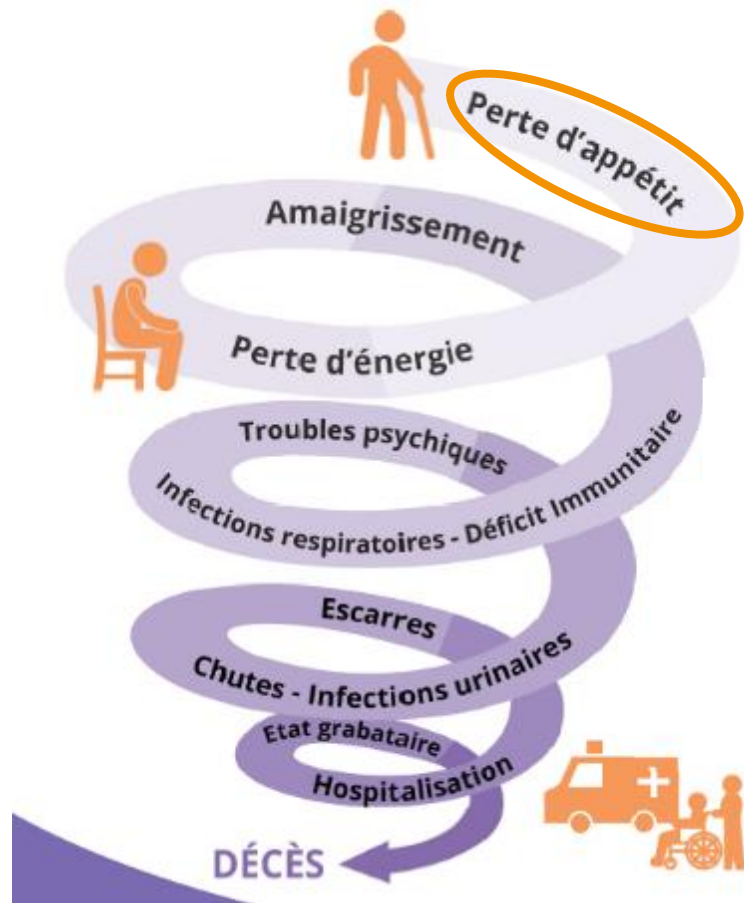 Perte d'appétit
Amaigrissement
Perte d'énergie
Troubles psychiques
Infections respiratoires - Déficit Immunitaire
Escarres
Chutes - Infections urinaires
Etat grabataire
Hospitalisation
DÉCÈS